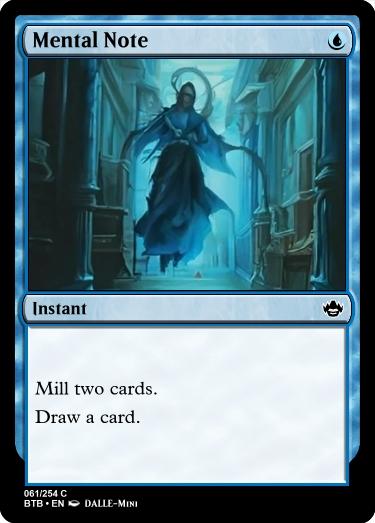 Mental Note
Instant
Mill two cards.
Draw a card.
061/254 C
BTB • EN DALLE-Mini